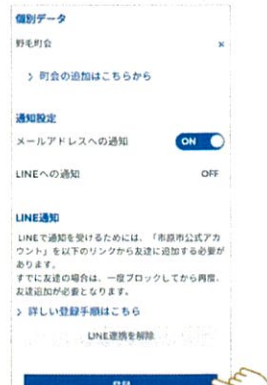 個別データ
野毛町会 ×
> 町会の追加はこちらから
通知設定
メールアドレスへの通知 ON
LINEへの通知 OFF
LINE通知
LINEで通知を受けるためには、「市原市公式アカ
ウント」を以下のリンクから友達に追加する必要が
あります。
すでに友達の場合は、一度ブロックしてから再度、
友達追加が必要となります。
> 詳しい登録手順はこちら
LINE連携を解除
登録